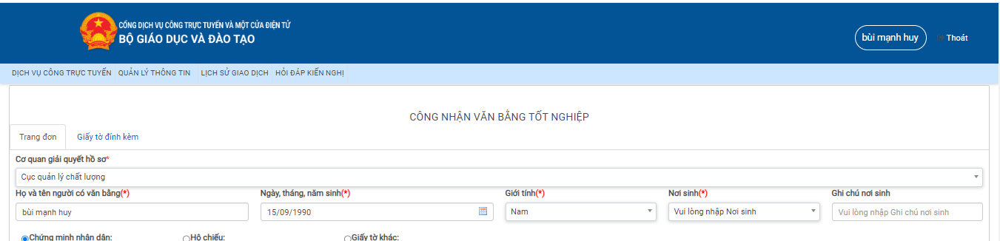 CỔNG DỊCH VỤ CÔNG TRỰC TUYẾN VÀ MỘT CỬA ĐIỆN TỬ
BỘ GIÁO DỤC VÀ ĐÀO TẠO
bùi mạnh huy
Thoát
DỊCH VỤ CÔNG TRỰC TUYẾN QUẢN LÝ THÔNG TIN LỊCH SỬ GIAO DỊCH HỎI ĐÁP KIẾN NGHỊ
CÔNG NHẬN VĂN BẰNG TỐT NGHIỆP
Trang đơn Giấy tờ đính kèm
Cơ quan giải quyết hồ sơ*
Cục quản lý chất lượng
Họ và tên người có văn bằng(*) Ngày, tháng, năm sinh(*) Giới tính(*) Nơi sinh(*) Ghi chú nơi sinh
bùi mạnh huy 15/09/1990 Nam Vui lòng nhập Nơi sinh Vui lòng nhập Ghi chú nơi sinh
Chứng minh nhân dân: Hộ chiếu: Giấy tờ khác: